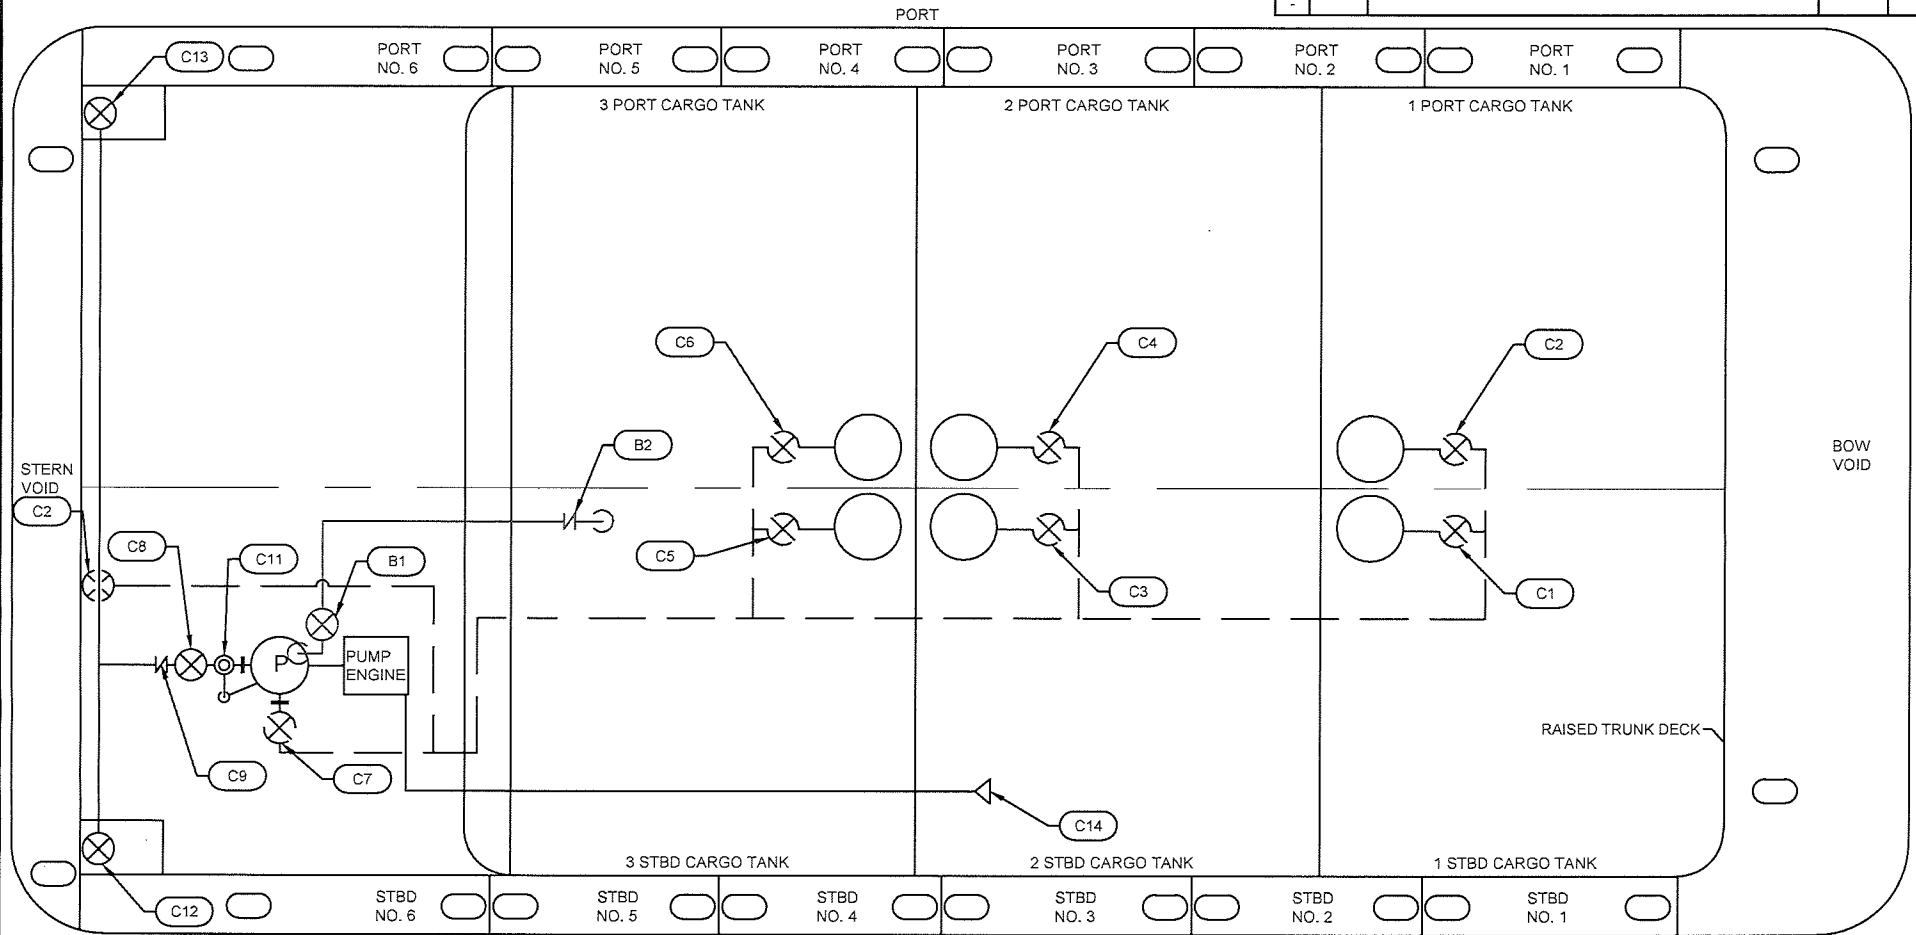 -
PORT
C13
PORT
NO. 6
PORT
NO. 5
PORT
NO. 4
PORT
NO. 3
PORT
NO. 2
PORT
NO. 1
3 PORT CARGO TANK
2 PORT CARGO TANK
1 PORT CARGO TANK
C6
C4
C2
B2
BOW
VOID
STERN
VOID
C2
C8
C11
B1
C5
C3
C1
P
PUMP
ENGINE
RAISED TRUNK DECK
C9
C7
C14
3 STBD CARGO TANK
2 STBD CARGO TANK
1 STBD CARGO TANK
C12
STBD
NO. 6
STBD
NO. 5
STBD
NO. 4
STBD
NO. 3
STBD
NO. 2
STBD
NO. 1